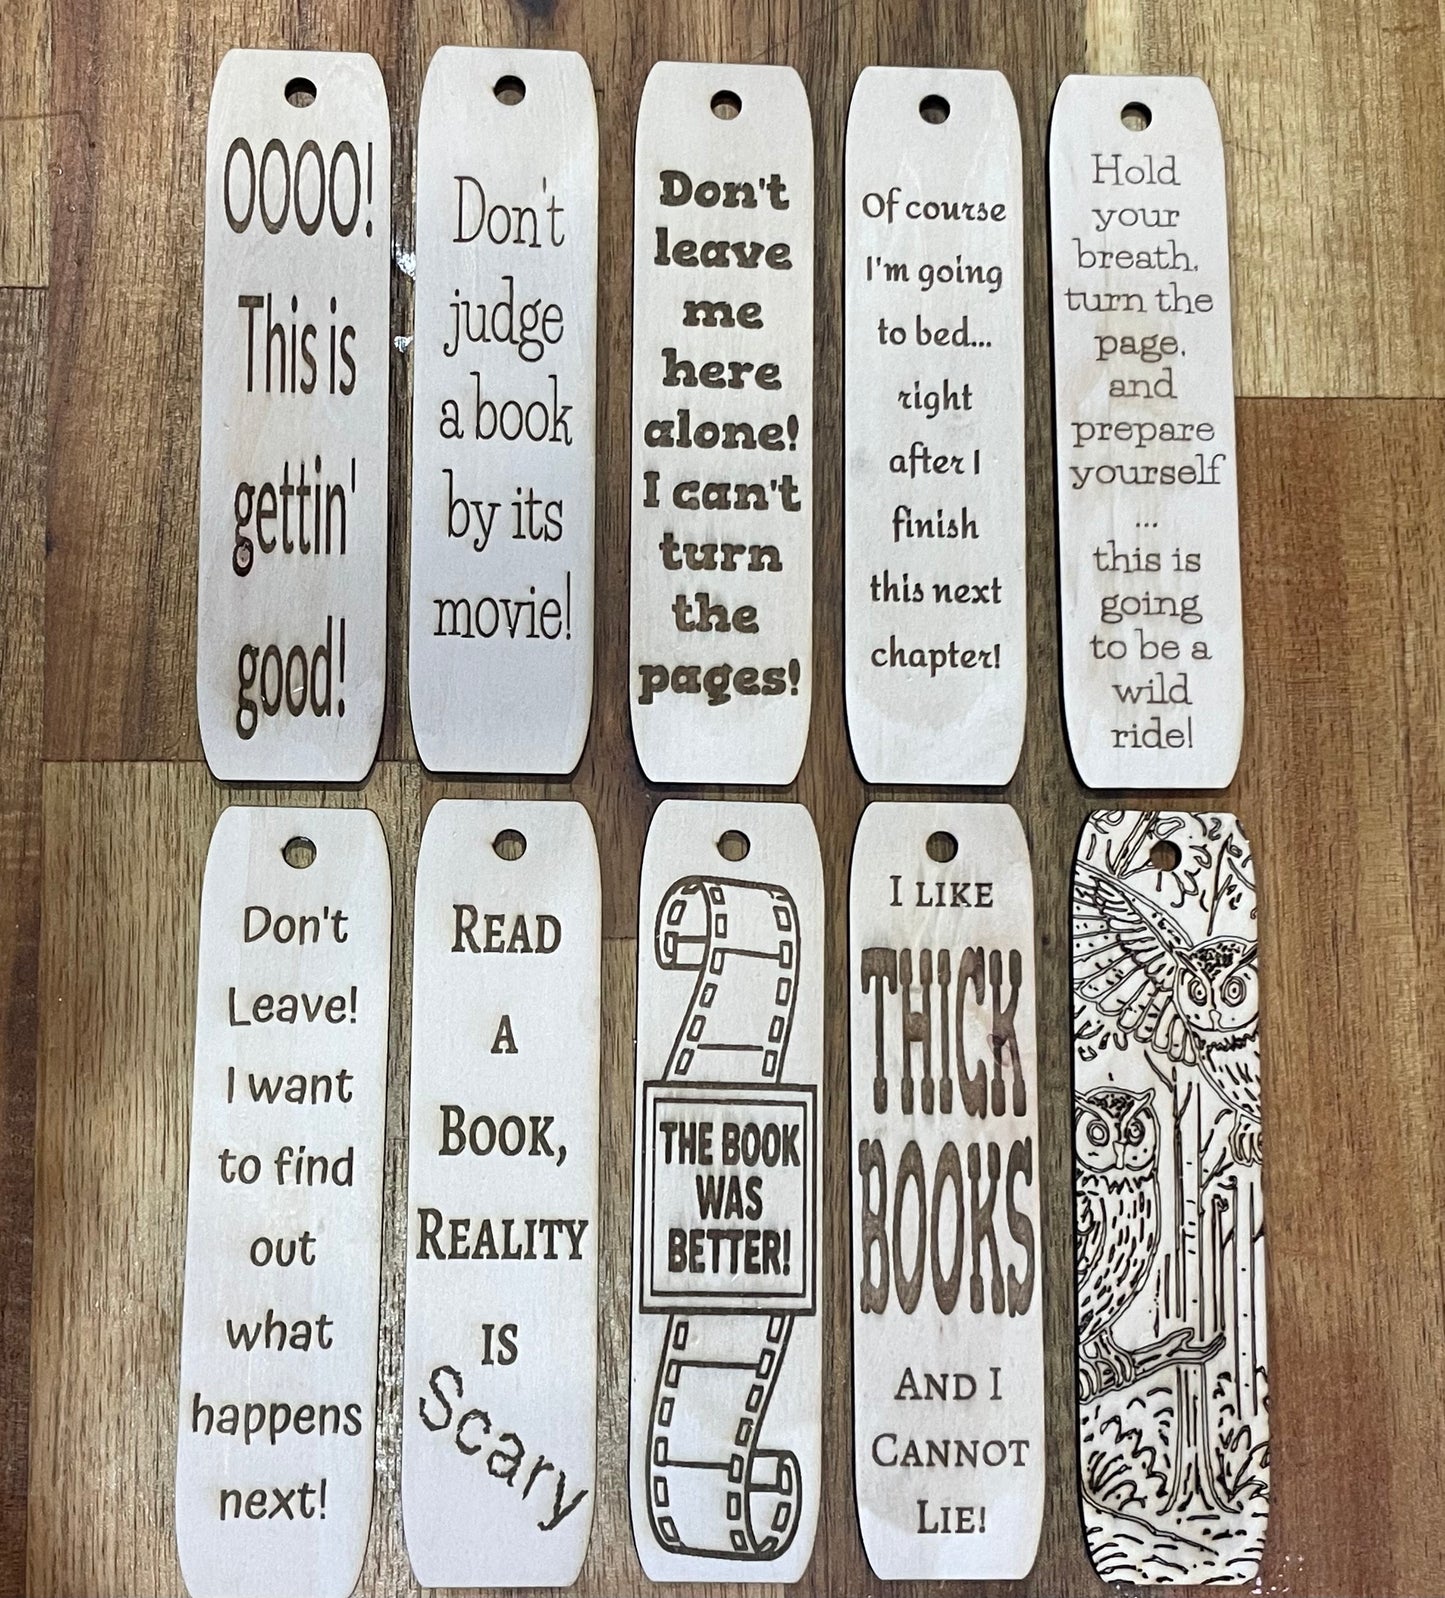 OOOO!
This is
gettin'
good!
Don't
judge
a book
by its
movie!
Don't
leave
me
here
alone!
I can't
turn
the
pages!
Of course
I'm going
to bed...
right
after I
finish
this next
chapter!
Hold
your
breath,
turn the
page,
and
prepare
yourself
...
this is
going
to be a
wild
ride!
Don't
Leave!
I want
to find
out
what
happens
next!
READ
A
BOOK,
REALITY
IS
Scary
THE BOOK
WAS
BETTER!
I LIKE
THICK
BOOKS
AND I
CANNOT
LIE!